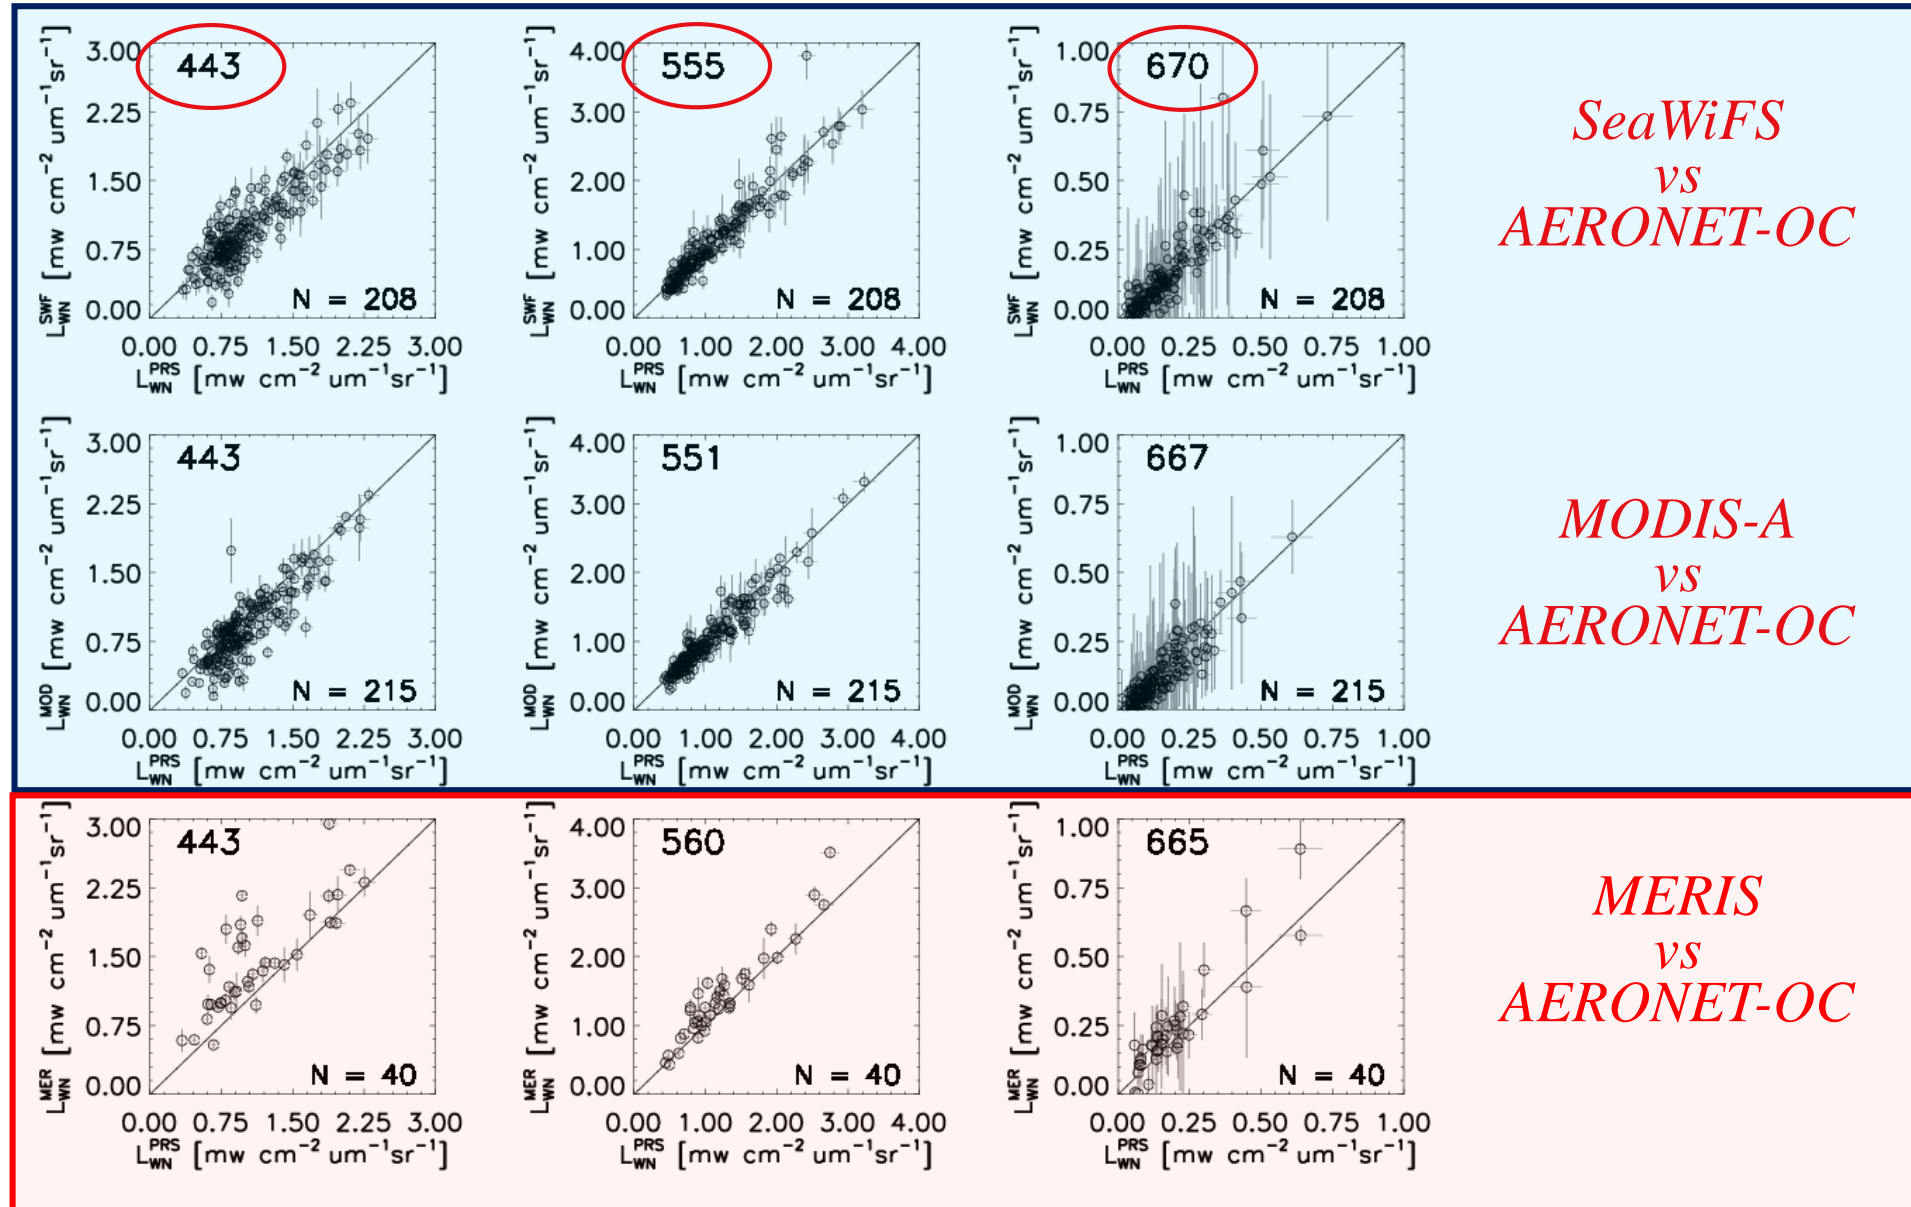 443
3.00
2.25
1.50
0.75
0.00
N = 208
0.00 0.75 1.50 2.25 3.00
L_WN^SWF [mw cm⁻² um⁻¹sr⁻¹]
L_WN^PRS [mw cm⁻² um⁻¹sr⁻¹]
555
4.00
3.00
2.00
1.00
0.00
N = 208
0.00 1.00 2.00 3.00 4.00
L_WN^SWF [mw cm⁻² um⁻¹sr⁻¹]
L_WN^PRS [mw cm⁻² um⁻¹sr⁻¹]
670
1.00
0.75
0.50
0.25
0.00
N = 208
0.00 0.25 0.50 0.75 1.00
L_WN^SWF [mw cm⁻² um⁻¹sr⁻¹]
L_WN^PRS [mw cm⁻² um⁻¹sr⁻¹]
SeaWiFS
vs
AERONET-OC
443
3.00
2.25
1.50
0.75
0.00
N = 215
0.00 0.75 1.50 2.25 3.00
L_WN^MOD [mw cm⁻² um⁻¹sr⁻¹]
L_WN^PRS [mw cm⁻² um⁻¹sr⁻¹]
551
4.00
3.00
2.00
1.00
0.00
N = 215
0.00 1.00 2.00 3.00 4.00
L_WN^MOD [mw cm⁻² um⁻¹sr⁻¹]
L_WN^PRS [mw cm⁻² um⁻¹sr⁻¹]
667
1.00
0.75
0.50
0.25
0.00
N = 215
0.00 0.25 0.50 0.75 1.00
L_WN^MOD [mw cm⁻² um⁻¹sr⁻¹]
L_WN^PRS [mw cm⁻² um⁻¹sr⁻¹]
MODIS-A
vs
AERONET-OC
443
3.00
2.25
1.50
0.75
0.00
N = 40
0.00 0.75 1.50 2.25 3.00
L_WN^MER [mw cm⁻² um⁻¹sr⁻¹]
L_WN^PRS [mw cm⁻² um⁻¹sr⁻¹]
560
4.00
3.00
2.00
1.00
0.00
N = 40
0.00 1.00 2.00 3.00 4.00
L_WN^MER [mw cm⁻² um⁻¹sr⁻¹]
L_WN^PRS [mw cm⁻² um⁻¹sr⁻¹]
665
1.00
0.75
0.50
0.25
0.00
N = 40
0.00 0.25 0.50 0.75 1.00
L_WN^MER [mw cm⁻² um⁻¹sr⁻¹]
L_WN^PRS [mw cm⁻² um⁻¹sr⁻¹]
MERIS
vs
AERONET-OC